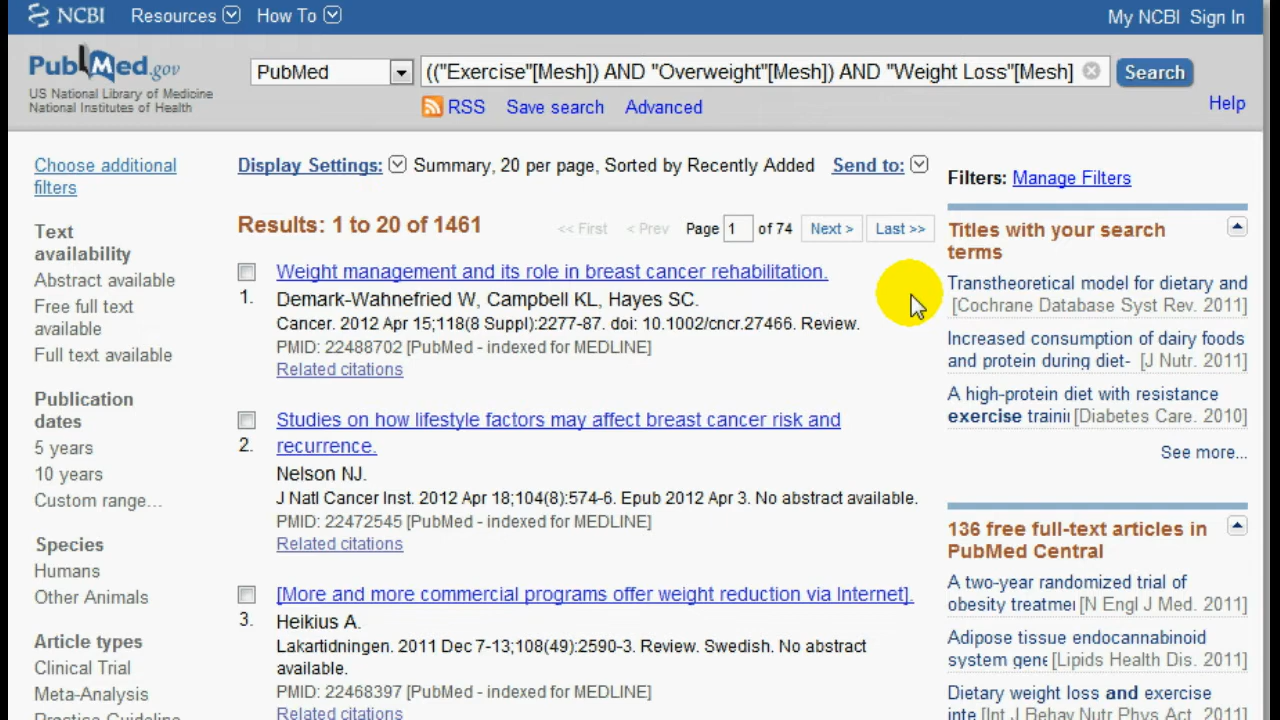 NCBI Resources How To My NCBI Sign In
PubMed.gov
US National Library of Medicine
National Institutes of Health
PubMed (("Exercise"[Mesh]) AND "Overweight"[Mesh]) AND "Weight Loss"[Mesh] Search
RSS Save search Advanced Help
Choose additional
filters
Text
availability
Abstract available
Free full text
available
Full text available
Publication
dates
5 years
10 years
Custom range...
Species
Humans
Other Animals
Article types
Clinical Trial
Meta-Analysis
Practice Guideline
Display Settings: Summary, 20 per page, Sorted by Recently Added Send to:
Results: 1 to 20 of 1461 << First < Prev Page 1 of 74 Next > Last >>
Weight management and its role in breast cancer rehabilitation.
1. Demark-Wahnefried W, Campbell KL, Hayes SC.
Cancer. 2012 Apr 15;118(8 Suppl):2277-87. doi: 10.1002/cncr.27466. Review.
PMID: 22488702 [PubMed - indexed for MEDLINE]
Related citations
Studies on how lifestyle factors may affect breast cancer risk and
2. recurrence.
Nelson NJ.
J Natl Cancer Inst. 2012 Apr 18;104(8):574-6. Epub 2012 Apr 3. No abstract available.
PMID: 22472545 [PubMed - indexed for MEDLINE]
Related citations
[More and more commercial programs offer weight reduction via Internet].
3. Heikius A.
Lakartidningen. 2011 Dec 7-13;108(49):2590-3. Review. Swedish. No abstract
available.
PMID: 22468397 [PubMed - indexed for MEDLINE]
Related citations
Filters: Manage Filters
Titles with your search
terms
Transtheoretical model for dietary and
[Cochrane Database Syst Rev. 2011]
Increased consumption of dairy foods
and protein during diet- [J Nutr. 2011]
A high-protein diet with resistance
exercise traini [Diabetes Care. 2010]
See more...
136 free full-text articles in
PubMed Central
A two-year randomized trial of
obesity treatme [N Engl J Med. 2011]
Adipose tissue endocannabinoid
system gene [Lipids Health Dis. 2011]
Dietary weight loss and exercise
inte [Int J Behav Nutr Phys Act. 2011]